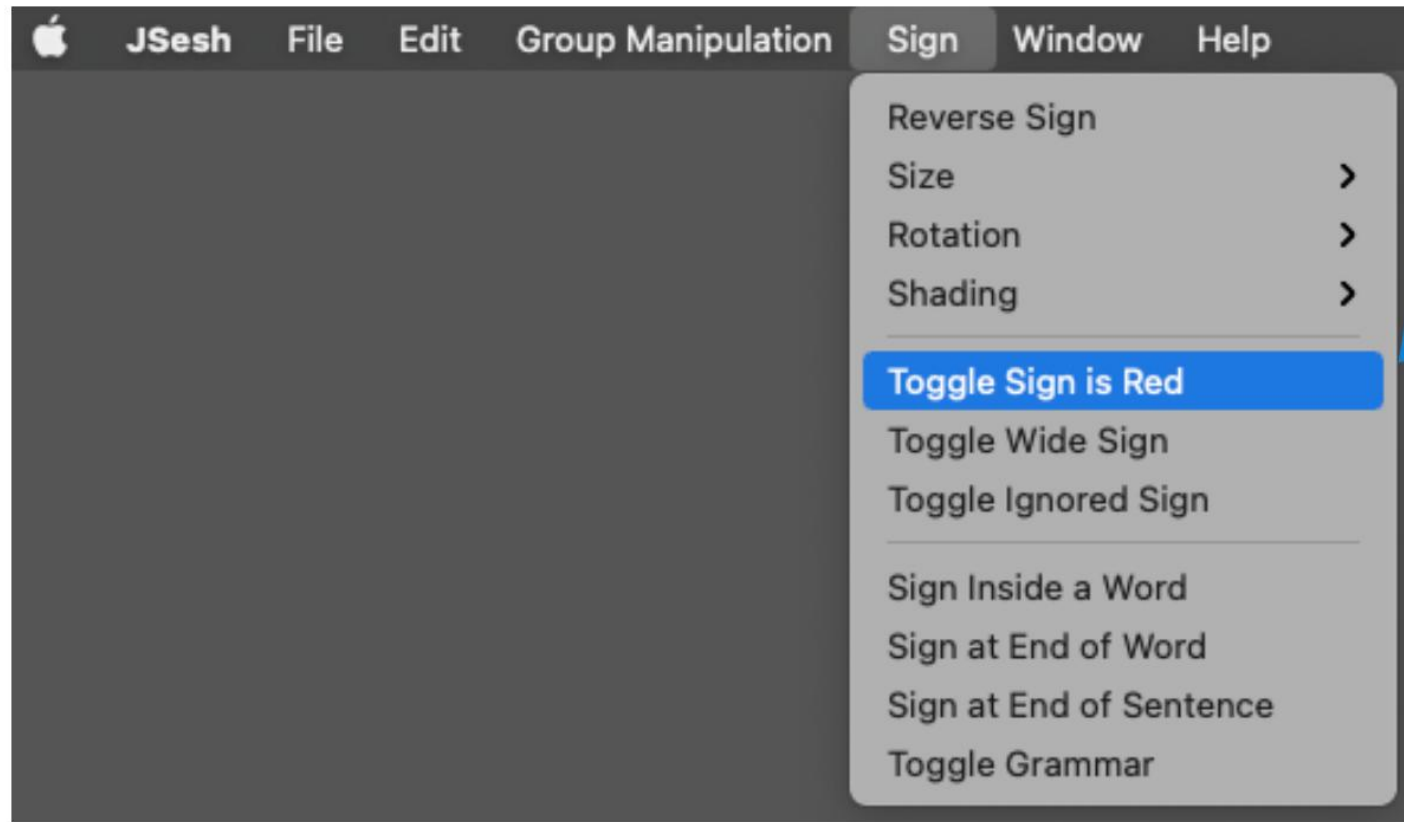 JSesh File Edit Group Manipulation Sign Window Help
Reverse Sign
Size
Rotation
Shading
Toggle Sign is Red
Toggle Wide Sign
Toggle Ignored Sign
Sign Inside a Word
Sign at End of Word
Sign at End of Sentence
Toggle Grammar